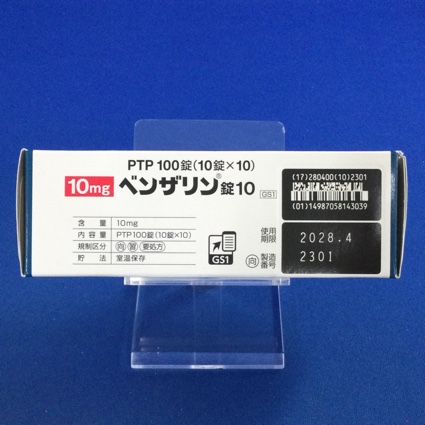 PTP 100錠(10錠×10)
10mg ベンザリン®錠10 GS1
含量 10mg
内容量 PTP100錠(10錠×10)
規制区分 向 習 要処方
貯法 室温保存
GS1
(17)280400(10)2301
(01)14987058143039
使用期限 2028.4
向 製造番号 2301